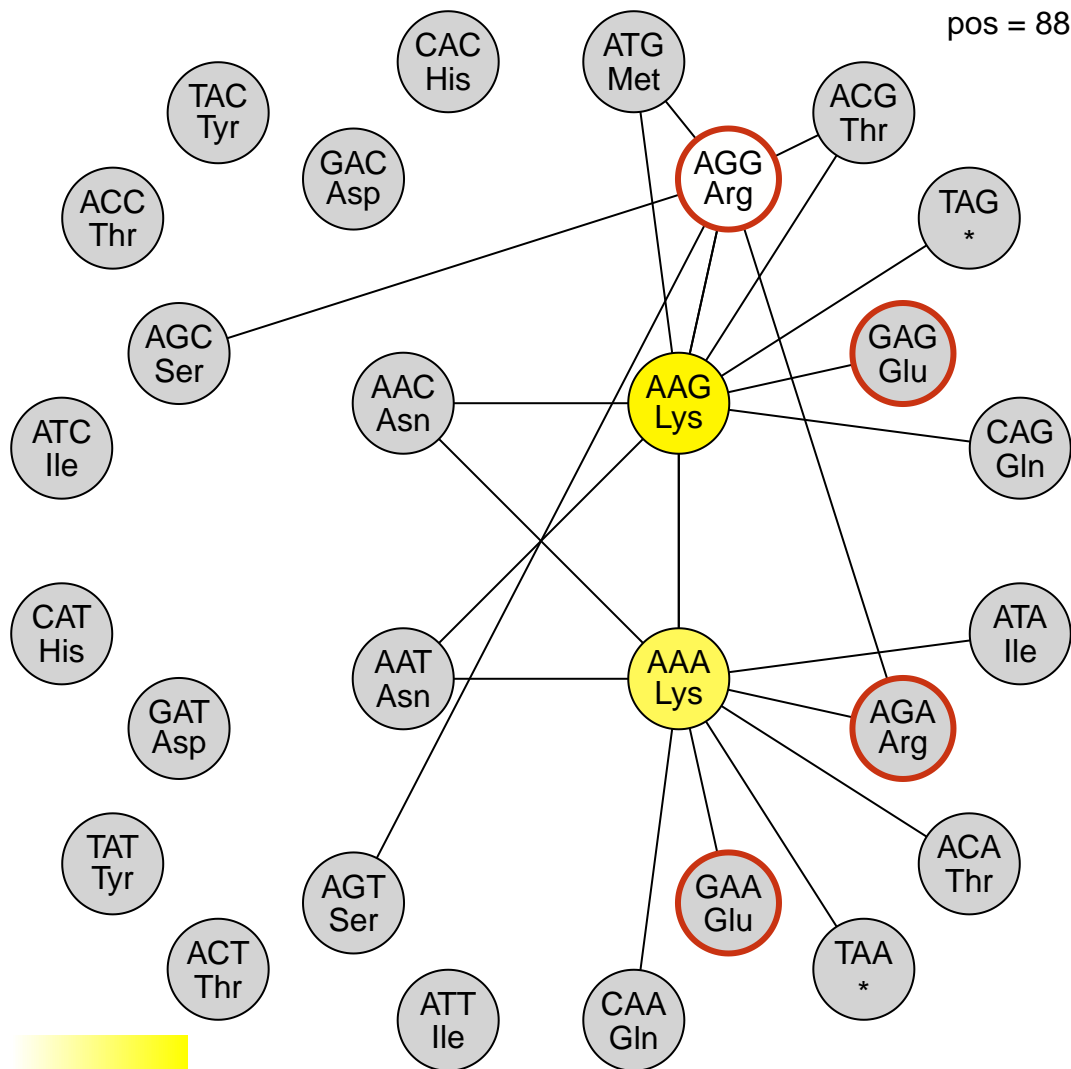 pos = 88
CAC
His
ATG
Met
TAC
Tyr
ACG
Thr
GAC
Asp
AGG
Arg
ACC
Thr
TAG
*
AGC
Ser
GAG
Glu
AAC
Asn
AAG
Lys
ATC
Ile
CAG
Gln
CAT
His
ATA
Ile
AAT
Asn
AAA
Lys
GAT
Asp
AGA
Arg
TAT
Tyr
ACA
Thr
AGT
Ser
GAA
Glu
ACT
Thr
TAA
*
ATT
Ile
CAA
Gln